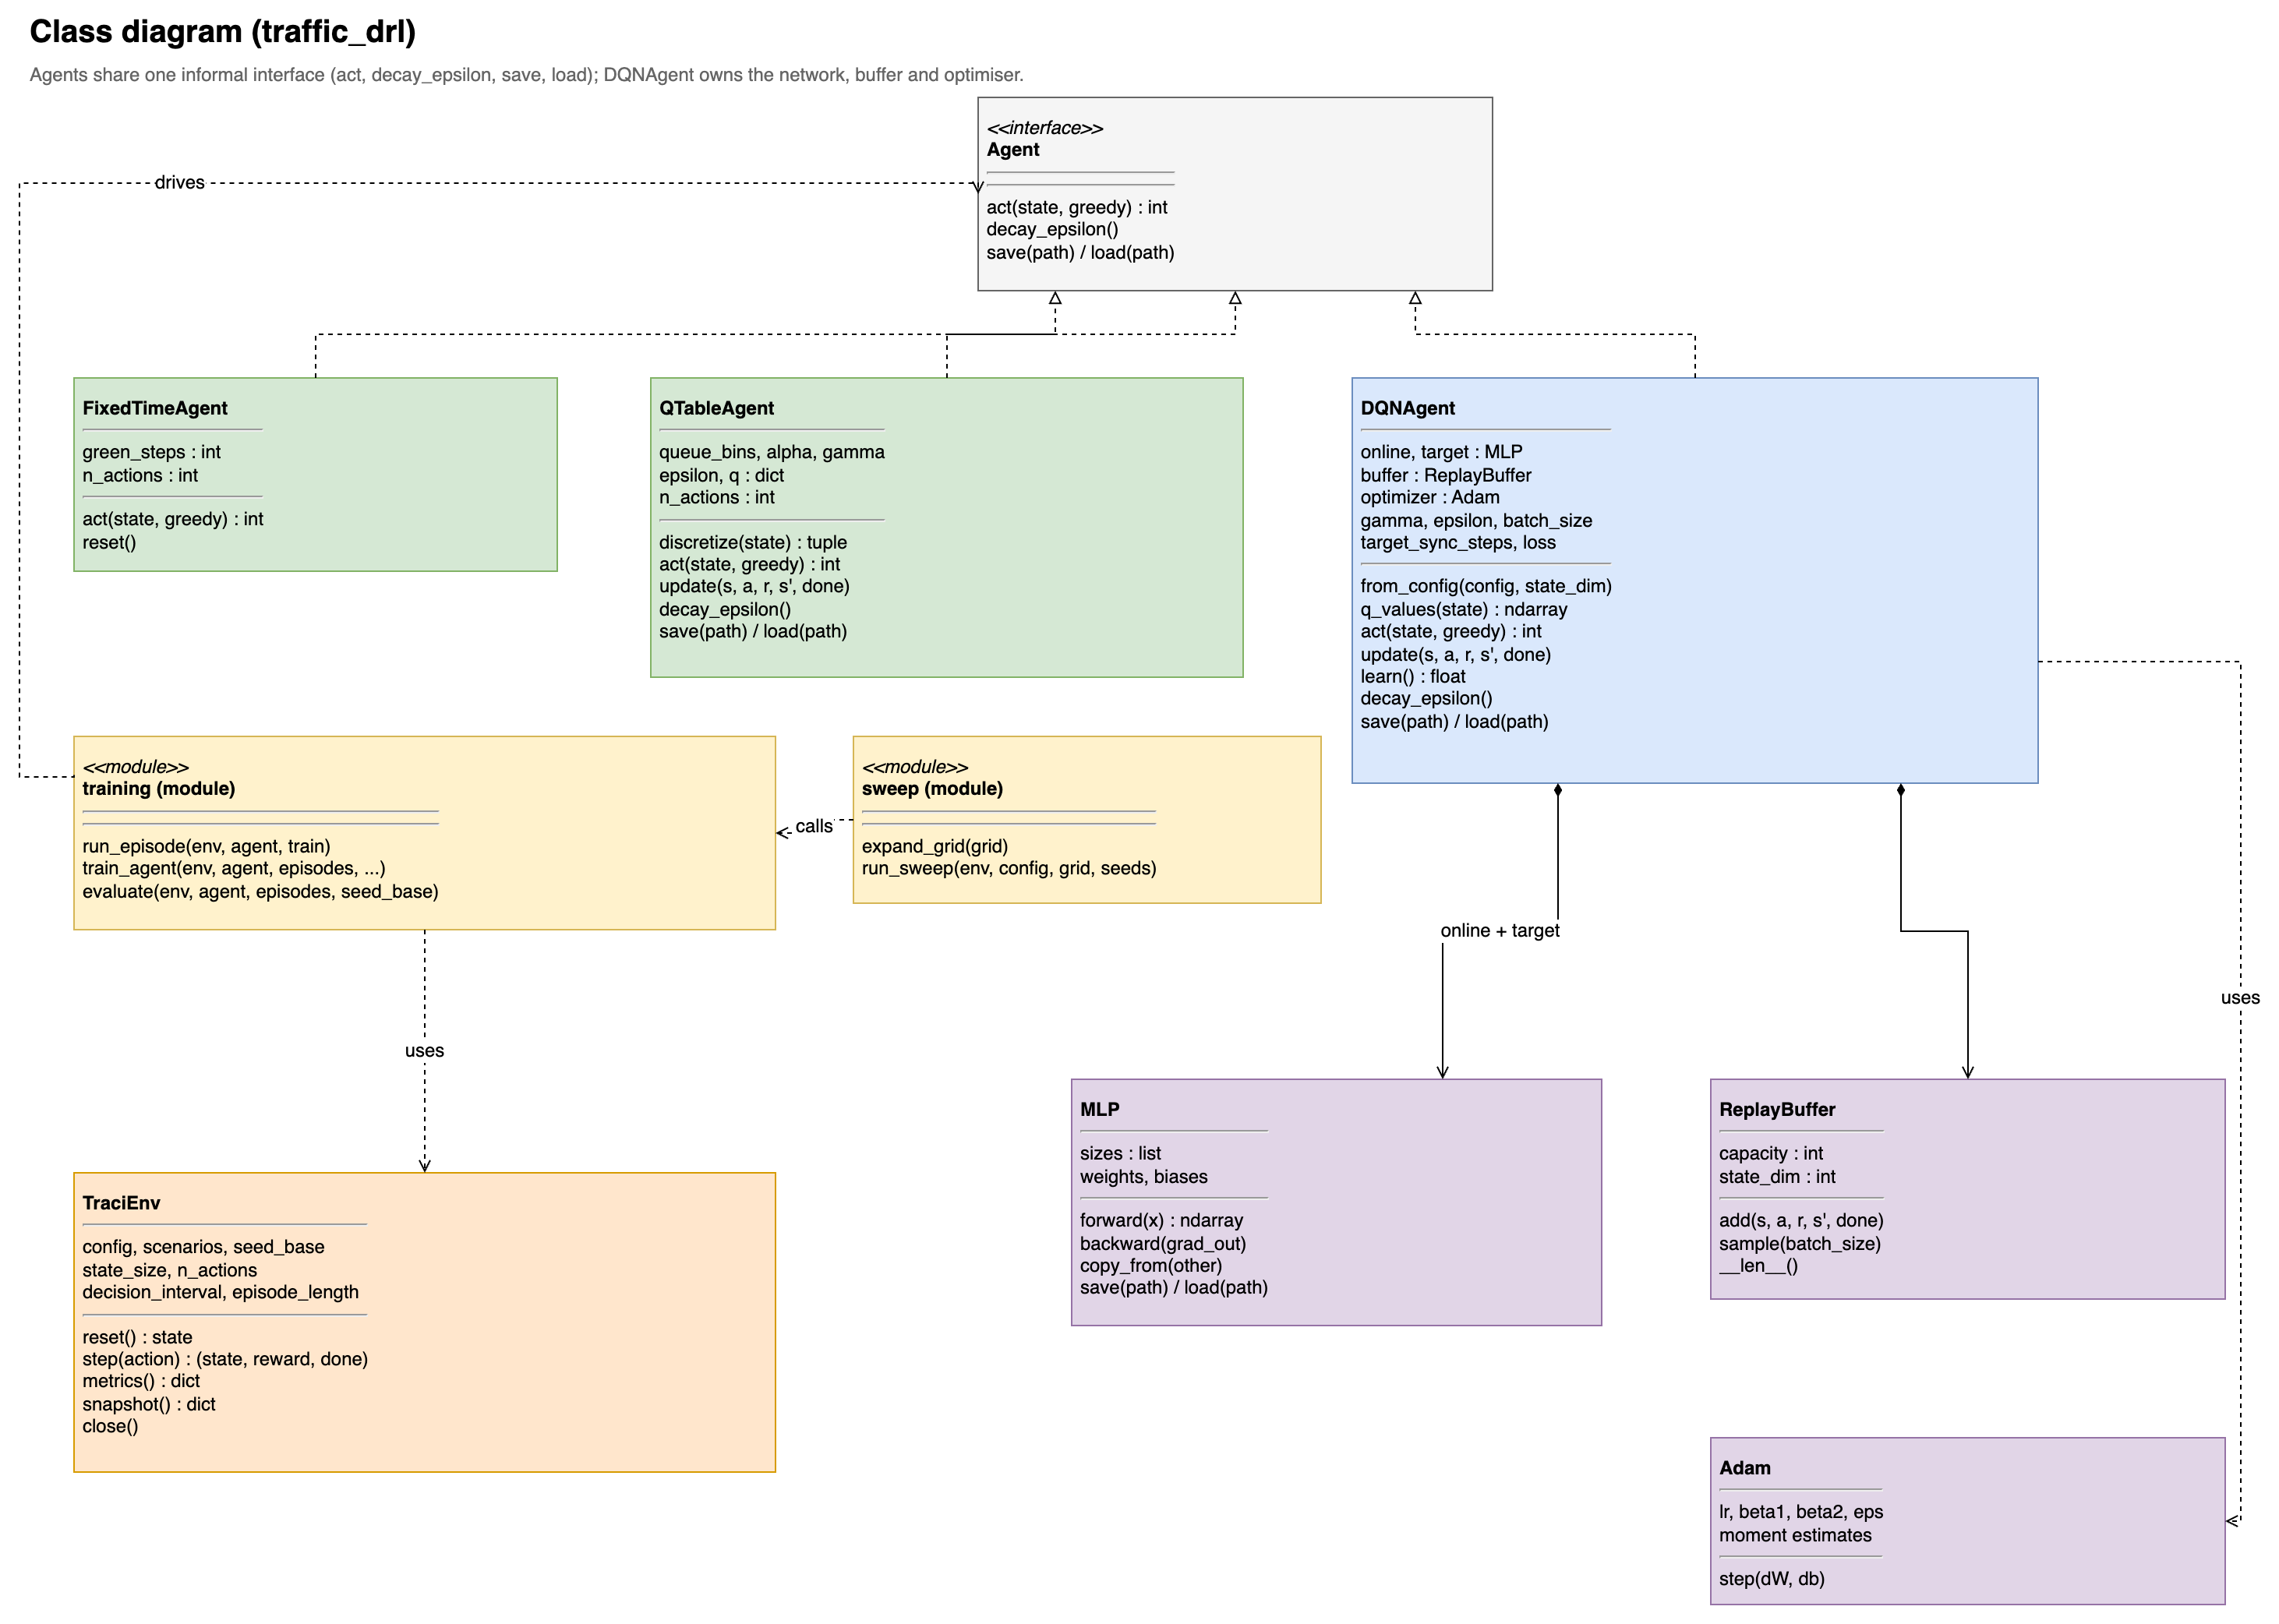 Class diagram (traffic_drl)
Agents share one informal interface (act, decay_epsilon, save, load); DQNAgent owns the network, buffer and optimiser.
<<interface>>
Agent
act(state, greedy) : int
decay_epsilon()
save(path) / load(path)
drives
FixedTimeAgent
green_steps : int
n_actions : int
act(state, greedy) : int
reset()
QTableAgent
queue_bins, alpha, gamma
epsilon, q : dict
n_actions : int
discretize(state) : tuple
act(state, greedy) : int
update(s, a, r, s', done)
decay_epsilon()
save(path) / load(path)
DQNAgent
online, target : MLP
buffer : ReplayBuffer
optimizer : Adam
gamma, epsilon, batch_size
target_sync_steps, loss
from_config(config, state_dim)
q_values(state) : ndarray
act(state, greedy) : int
update(s, a, r, s', done)
learn() : float
decay_epsilon()
save(path) / load(path)
<<module>>
training (module)
run_episode(env, agent, train)
train_agent(env, agent, episodes, ...)
evaluate(env, agent, episodes, seed_base)
calls
<<module>>
sweep (module)
expand_grid(grid)
run_sweep(env, config, grid, seeds)
online + target
uses
uses
MLP
sizes : list
weights, biases
forward(x) : ndarray
backward(grad_out)
copy_from(other)
save(path) / load(path)
ReplayBuffer
capacity : int
state_dim : int
add(s, a, r, s', done)
sample(batch_size)
__len__()
TraciEnv
config, scenarios, seed_base
state_size, n_actions
decision_interval, episode_length
reset() : state
step(action) : (state, reward, done)
metrics() : dict
snapshot() : dict
close()
Adam
lr, beta1, beta2, eps
moment estimates
step(dW, db)